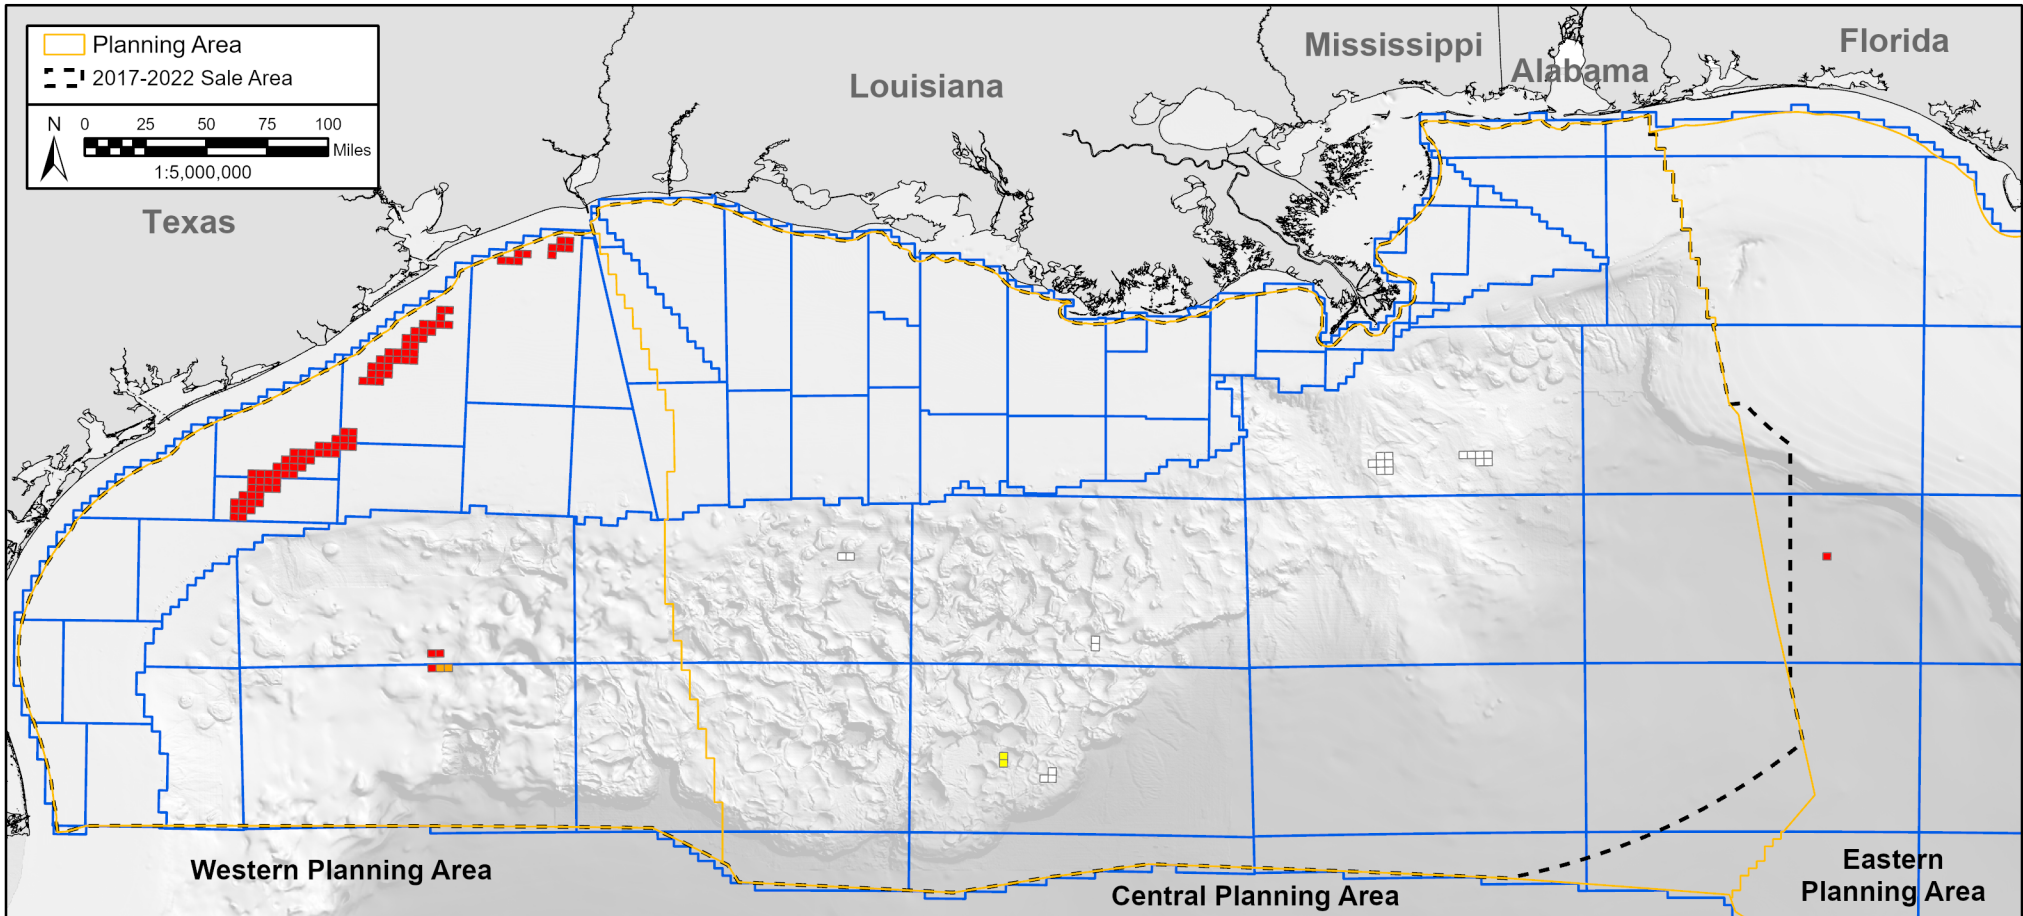 Planning Area
2017-2022 Sale Area
N
0 25 50 75 100
Miles
1:5,000,000
Texas
Louisiana
Mississippi
Alabama
Florida
Western Planning Area
Central Planning Area
Eastern
Planning Area